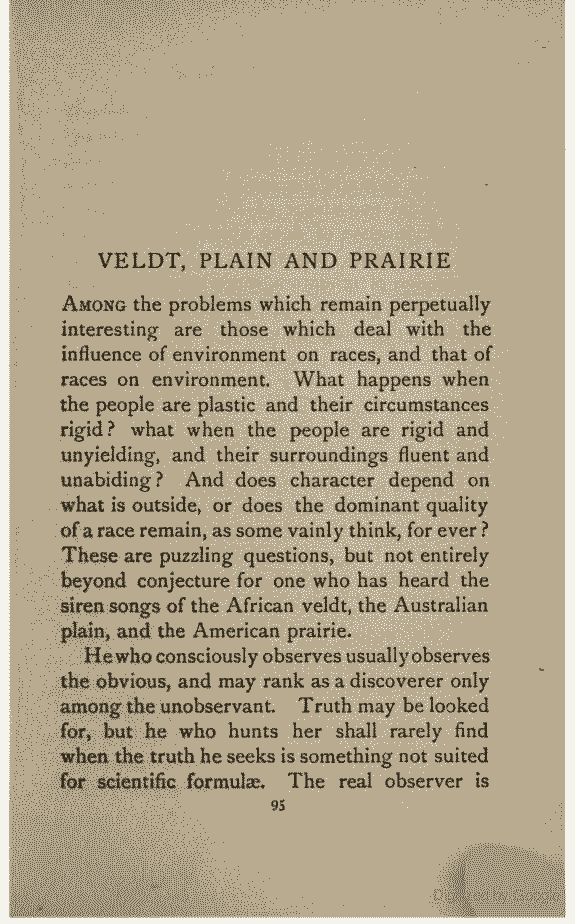 VELDT, PLAIN AND PRAIRIE
AMONG the problems which remain perpetually
interesting are those which deal with the
influence of environment on races, and that of
races on environment. What happens when
the people are plastic and their circumstances
rigid? what when the people are rigid and
unyielding, and their surroundings fluent and
unabiding? And does character depend on
what is outside, or does the dominant quality
of a race remain, as some vainly think, for ever?
These are puzzling questions, but not entirely
beyond conjecture for one who has heard the
siren songs of the African veldt, the Australian
plain, and the American prairie.
He who consciously observes usually observes
the obvious, and may rank as a discoverer only
among the unobservant. Truth may be looked
for, but he who hunts her shall rarely find
when the truth he seeks is something not suited
for scientific formulæ. The real observer is
95
Digitized by Google